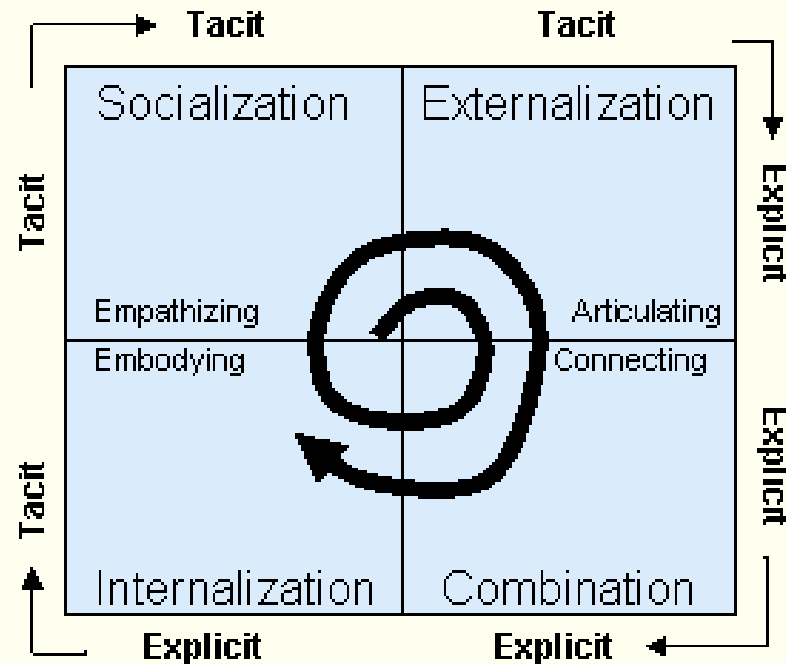 Tacit Tacit
Socialization Externalization
Tacit
Explicit
Empathizing Articulating
Embodying Connecting
Tacit
Explicit
Internalization Combination
Explicit Explicit